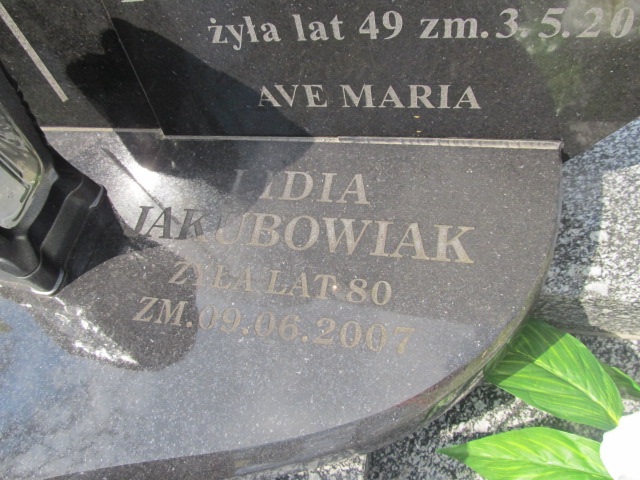 żyła lat 49 zm.3.5.20
AVE MARIA
LIDIA
JAKUBOWIAK
ŻYŁA LAT 80
ZM.09.06.2007